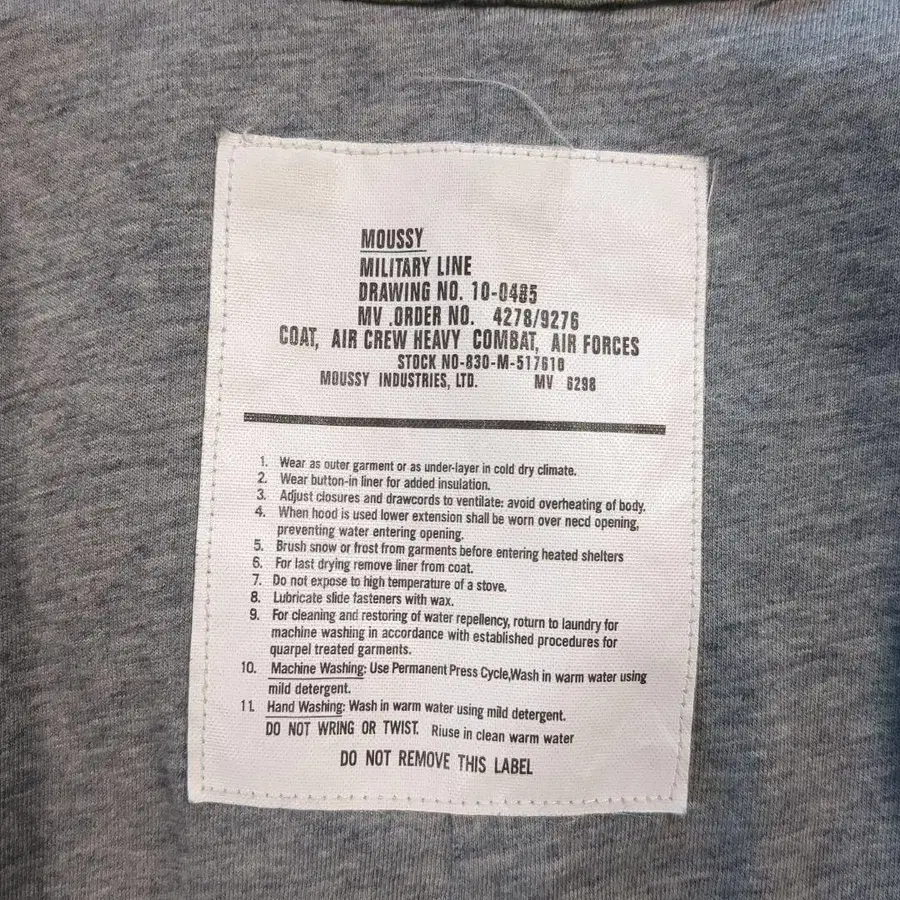 MOUSSY
MILITARY LINE
DRAWING NO. 10-0485
MV .ORDER NO. 4278/9276
COAT, AIR CREW HEAVY COMBAT, AIR FORCES
STOCK NO-830-M-517610
MOUSSY INDUSTRIES, LTD. MV 6298
1. Wear as outer garment or as under-layer in cold dry climate.
2. Wear button-in liner for added insulation.
3. Adjust closures and drawcords to ventilate: avoid overheating of body.
4. When hood is used lower extension shall be worn over necd opening,
preventing water entering opening.
5. Brush snow or frost from garments before entering heated shelters
6. For last drying remove liner from coat.
7. Do not expose to high temperature of a stove.
8. Lubricate slide fasteners with wax.
9. For cleaning and restoring of water repellency, roturn to laundry for
machine washing in accordance with established procedures for
quarpel treated garments.
10. Machine Washing: Use Permanent Press Cycle,Wash in warm water using
mild detergent.
11. Hand Washing: Wash in warm water using mild detergent.
DO NOT WRING OR TWIST. Riuse in clean warm water
DO NOT REMOVE THIS LABEL